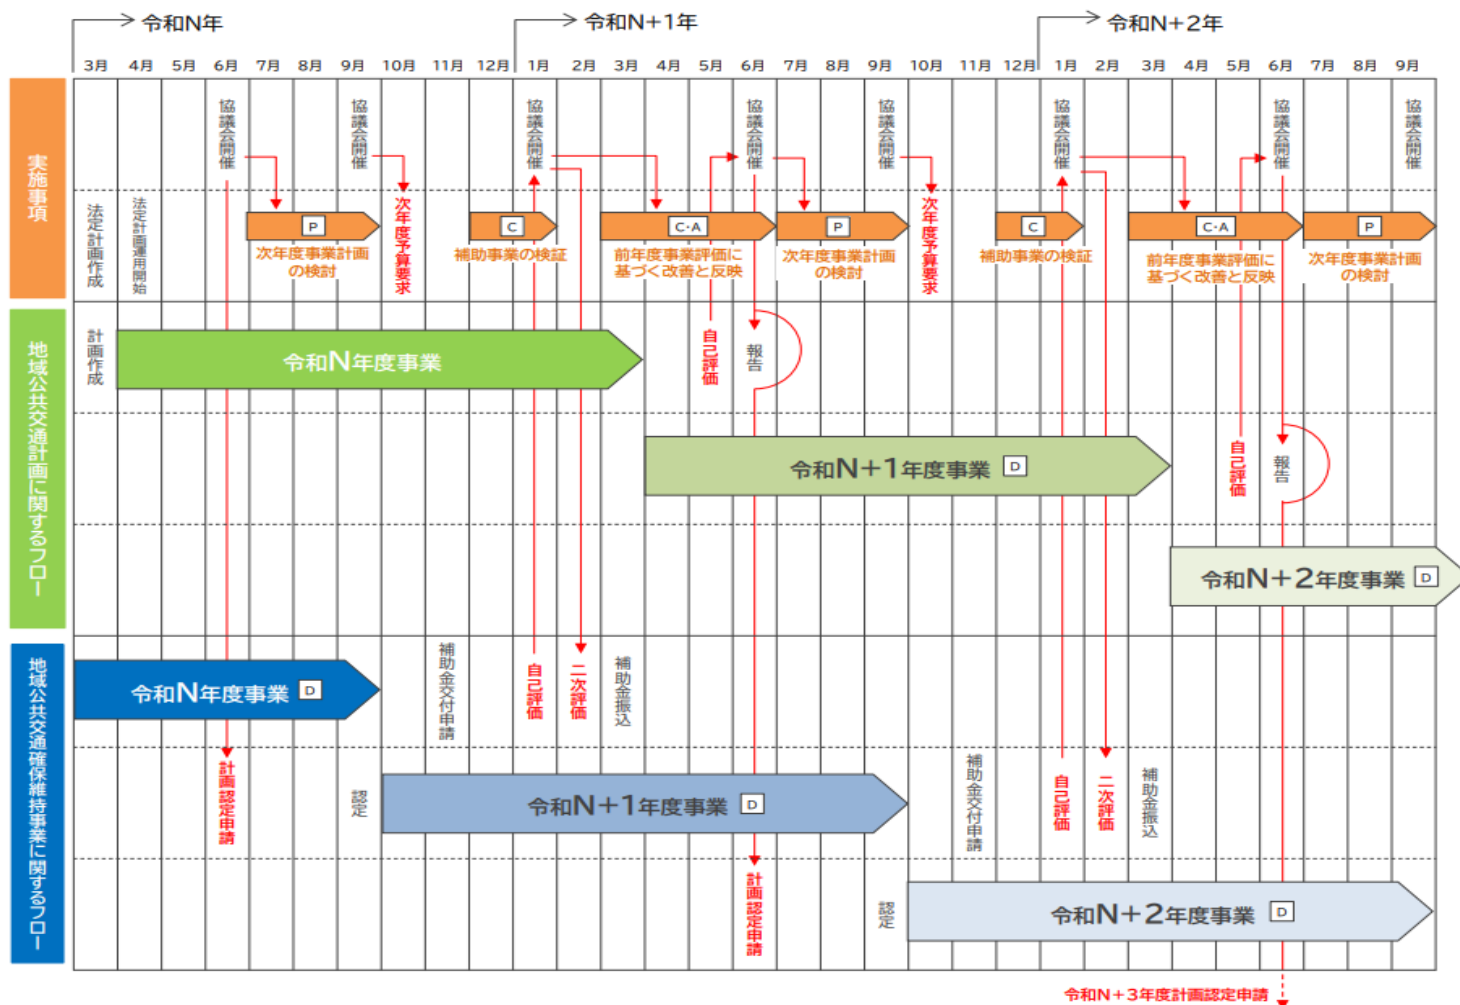 令和N年
令和N+1年
令和N+2年
3月 4月 5月 6月 7月 8月 9月 10月 11月 12月 1月 2月 3月 4月 5月 6月 7月 8月 9月 10月 11月 12月 1月 2月 3月 4月 5月 6月 7月 8月 9月
実施事項
協議会開催
協議会開催
協議会開催
協議会開催
協議会開催
協議会開催
協議会開催
協議会開催
法定計画作成
法定計画運用開始
P
次年度事業計画
の検討
次年度予算要求
C
補助事業の検証
C・A
前年度事業評価に
基づく改善と反映
P
次年度事業計画
の検討
次年度予算要求
C
補助事業の検証
C・A
前年度事業評価に
基づく改善と反映
P
次年度事業計画
の検討
地域公共交通計画に関するフロー
計画作成
令和N年度事業
自己評価
報告
令和N+1年度事業 D
自己評価
報告
令和N+2年度事業 D
地域公共交通確保維持事業に関するフロー
令和N年度事業 D
補助金交付申請
自己評価
二次評価
補助金振込
計画認定申請
認定
令和N+1年度事業 D
補助金交付申請
自己評価
二次評価
補助金振込
計画認定申請
認定
令和N+2年度事業 D
令和N+3年度計画認定申請